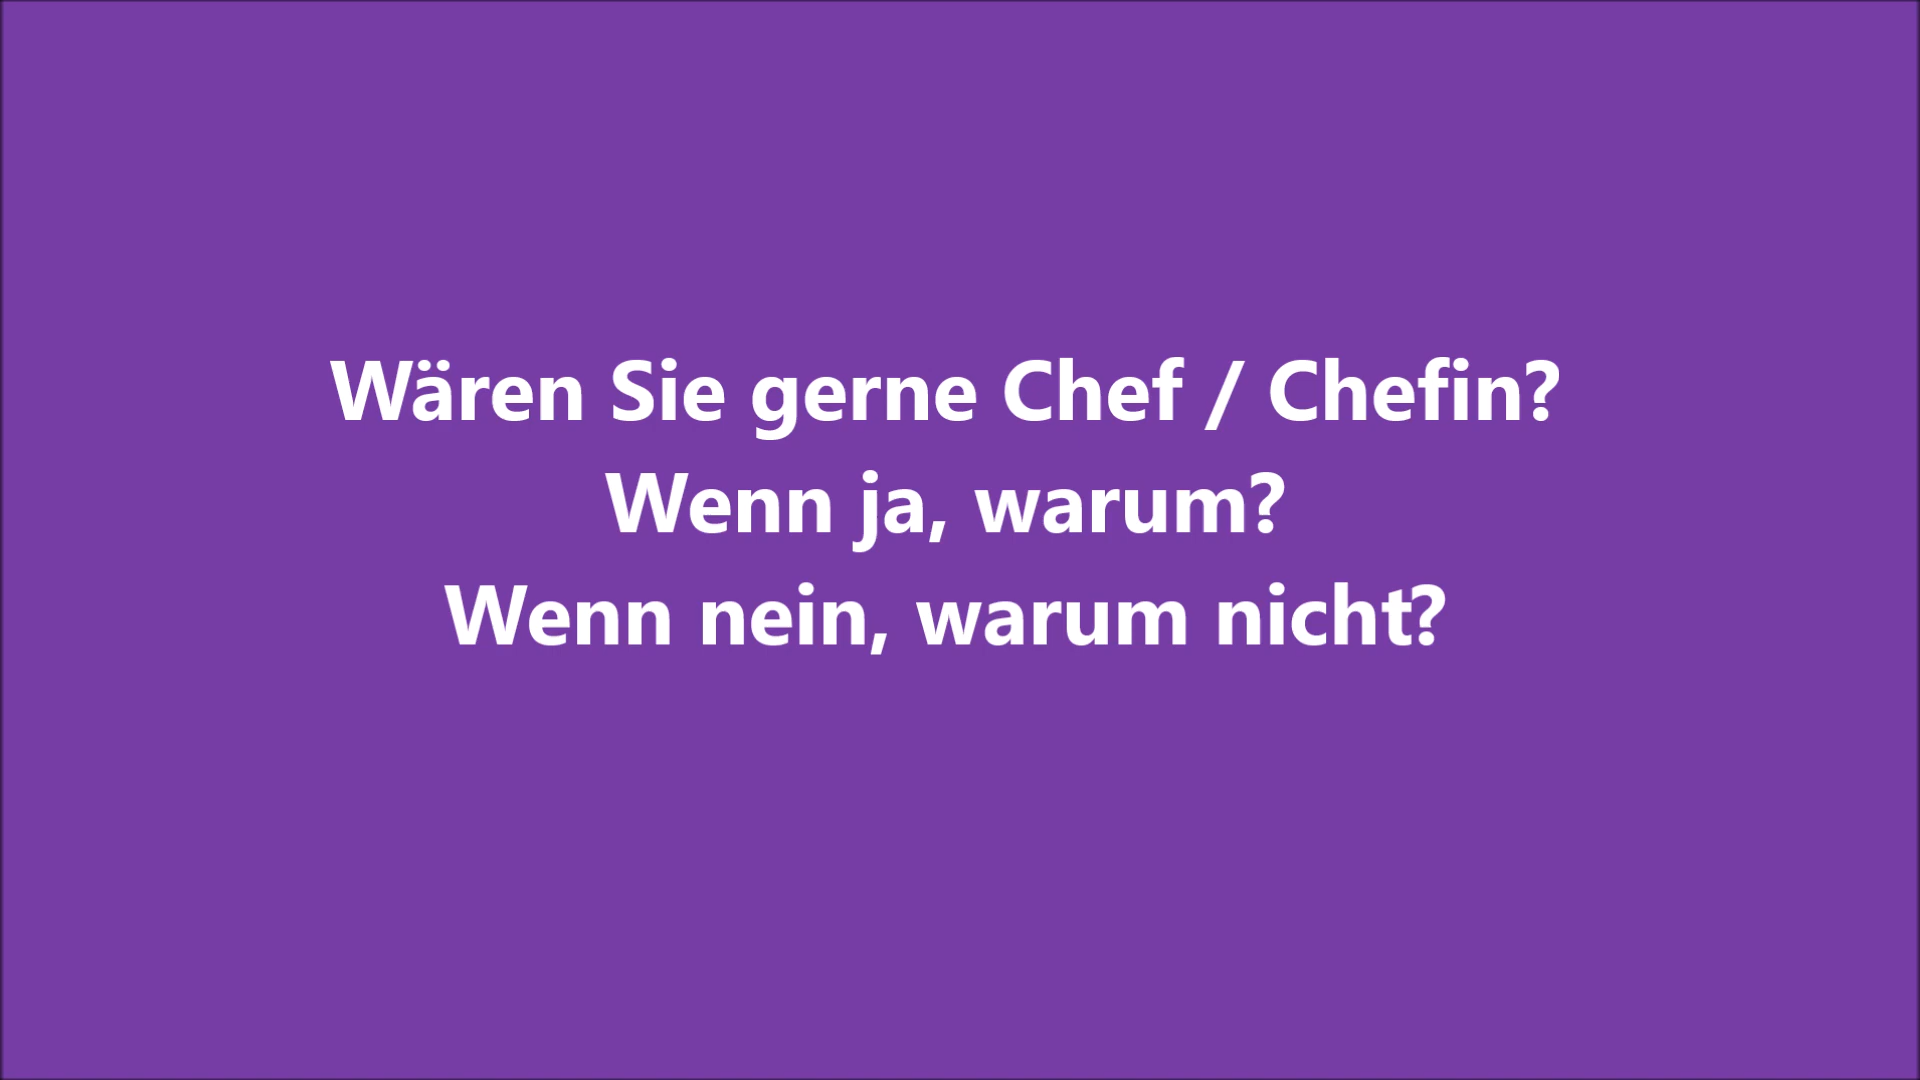 Wären Sie gerne Chef / Chefin?
Wenn ja, warum?
Wenn nein, warum nicht?